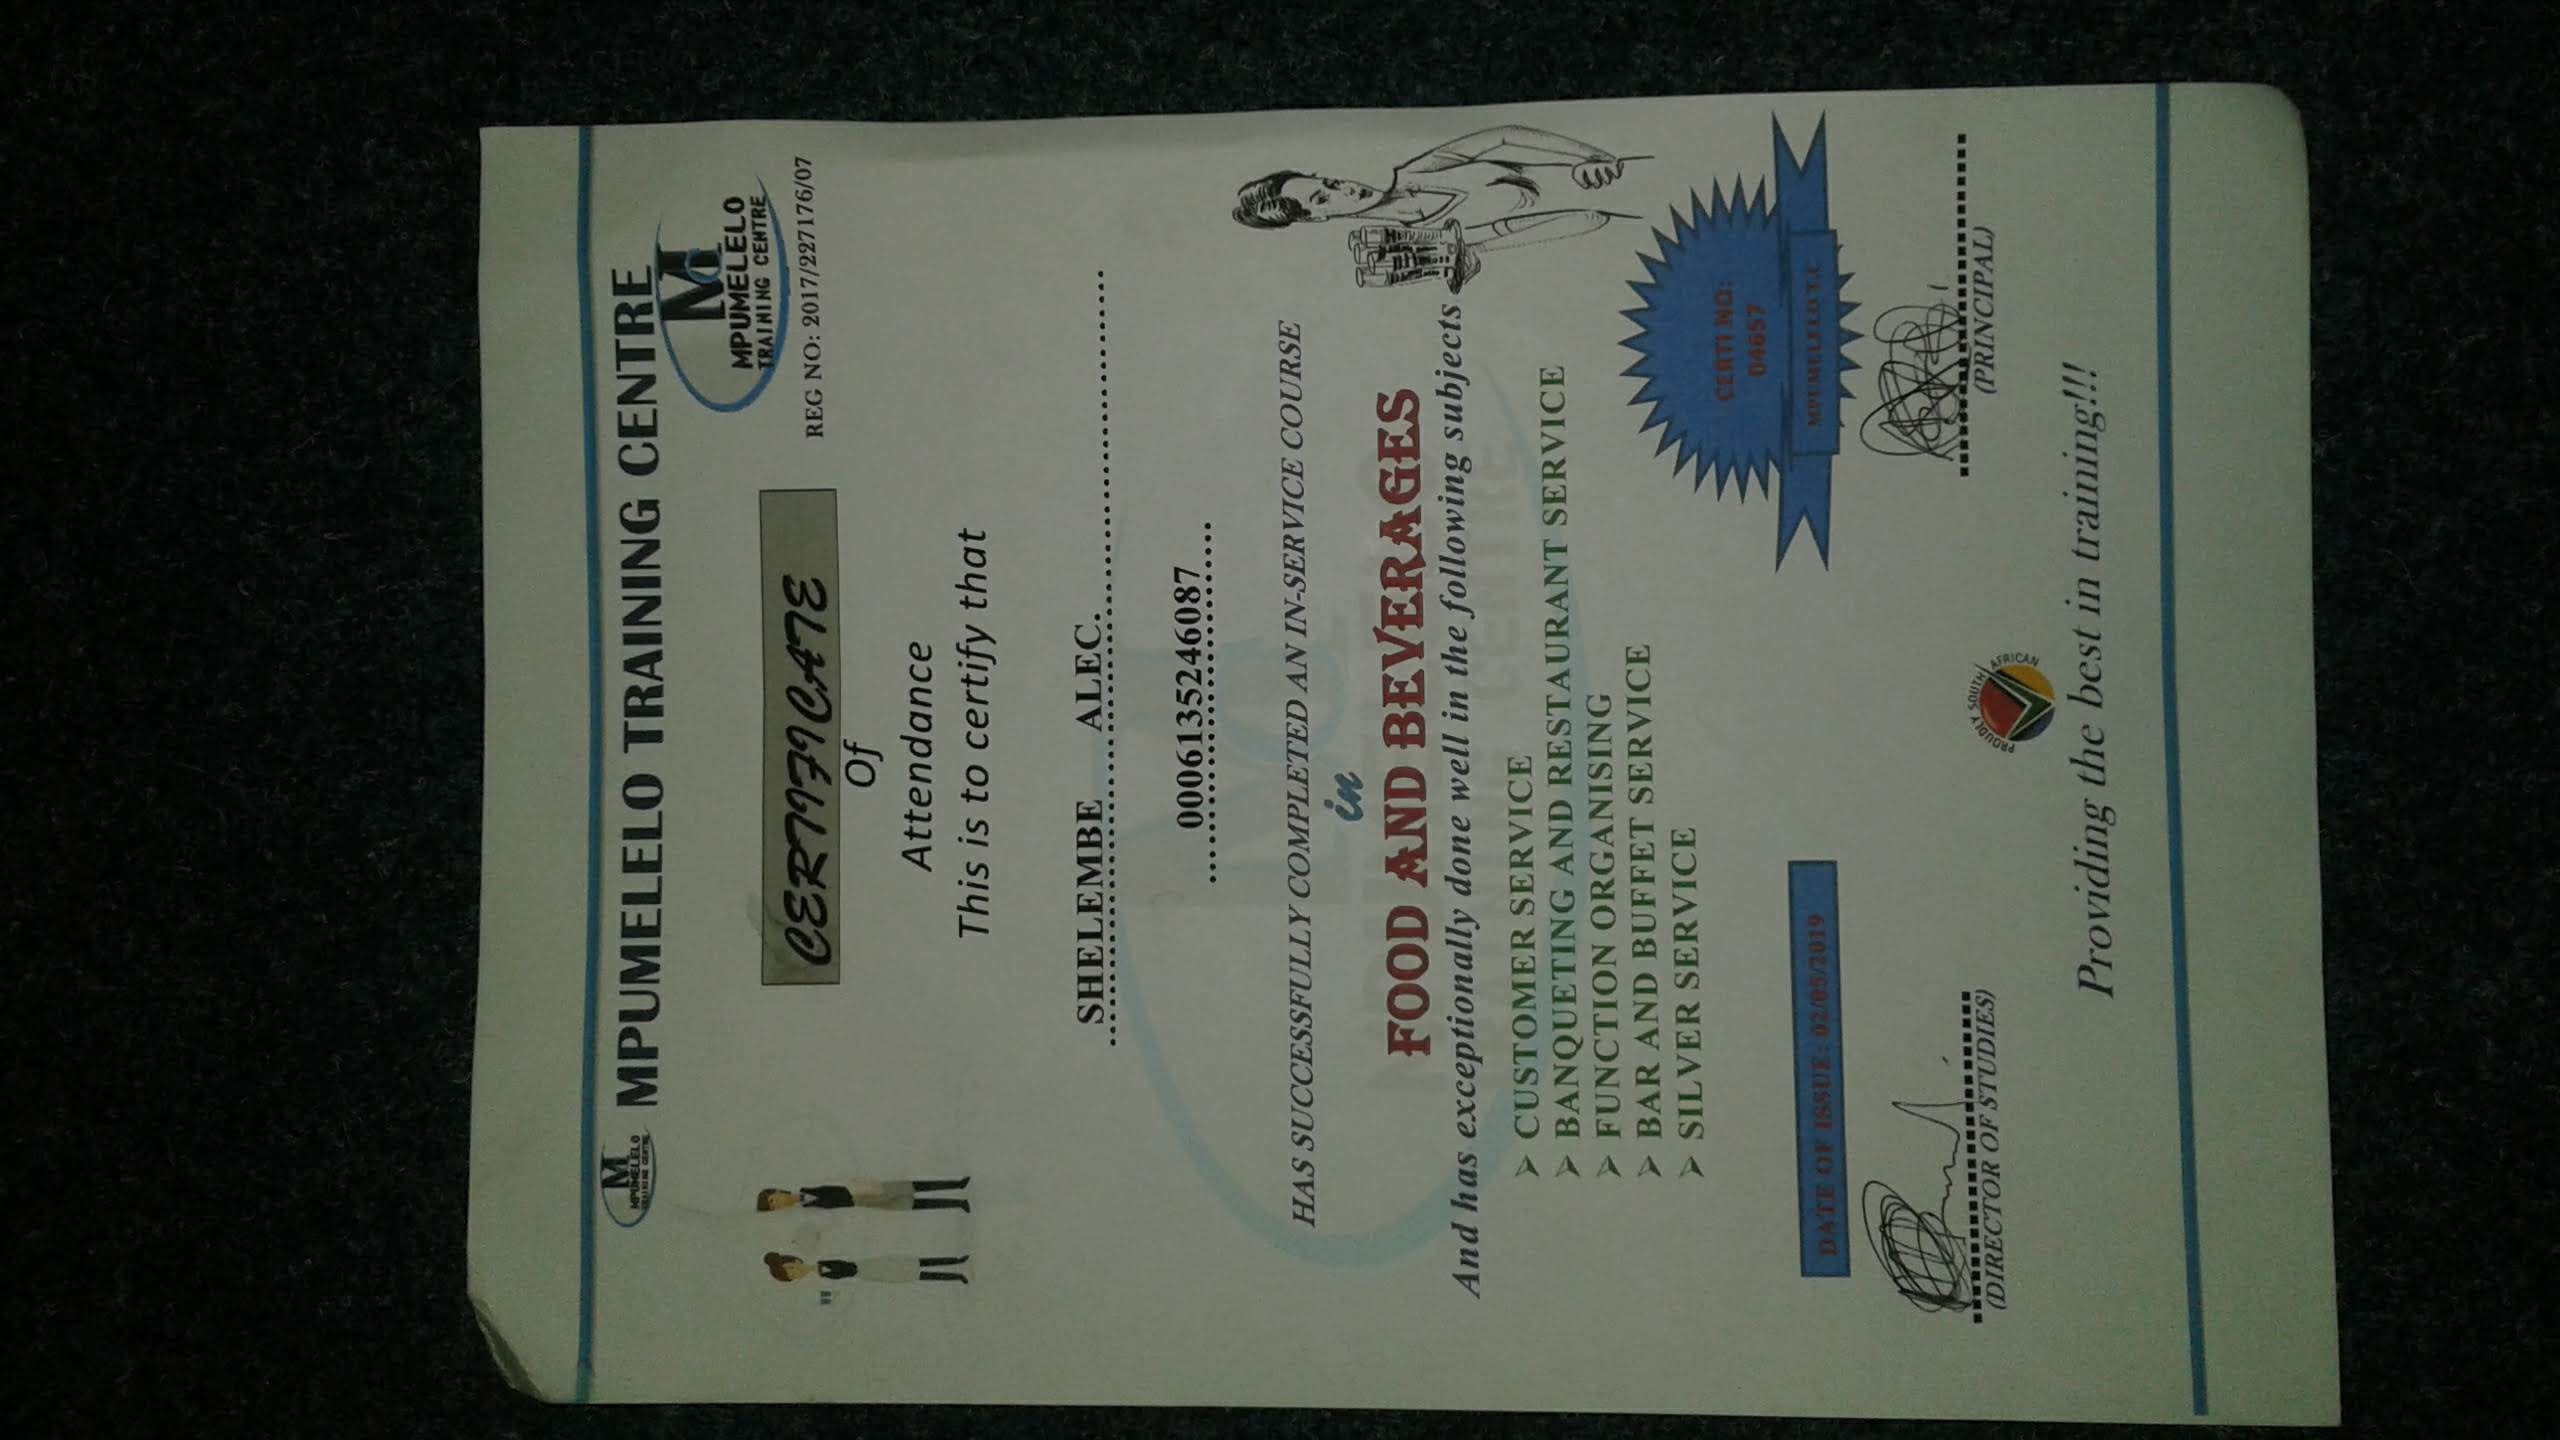 M
MPUMELELO
TRAINING CENTRE
MPUMELELO TRAINING CENTRE
M
MPUMELELO
TRAINING CENTRE
REG NO: 2017/227176/07
CERTIFICATE
Of
Attendance
This is to certify that
SHELEMBE ALEC.
0006135246087
HAS SUCCESSFULLY COMPLETED AN IN-SERVICE COURSE
in
FOOD AND BEVERAGES
And has exceptionally done well in the following subjects
➢ CUSTOMER SERVICE
➢ BANQUETING AND RESTAURANT SERVICE
➢ FUNCTION ORGANISING
➢ BAR AND BUFFET SERVICE
➢ SILVER SERVICE
CERTI NO:
04657
MPUMELELO T.C
DATE OF ISSUE: 02/05/2019
(DIRECTOR OF STUDIES)
(PRINCIPAL)
PROUDLY SOUTH AFRICAN
Providing the best in training!!!